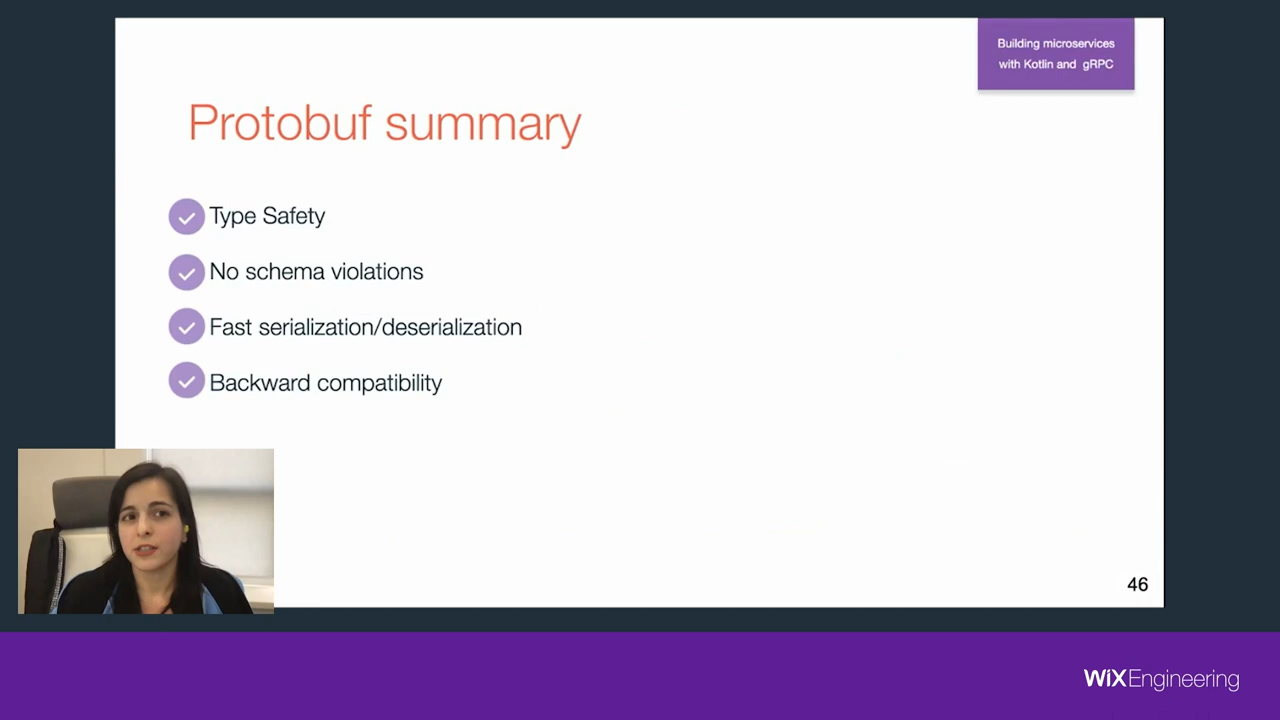 Building microservices
with Kotlin and gRPC
Protobuf summary
Type Safety
No schema violations
Fast serialization/deserialization
Backward compatibility
46
WiXEngineering